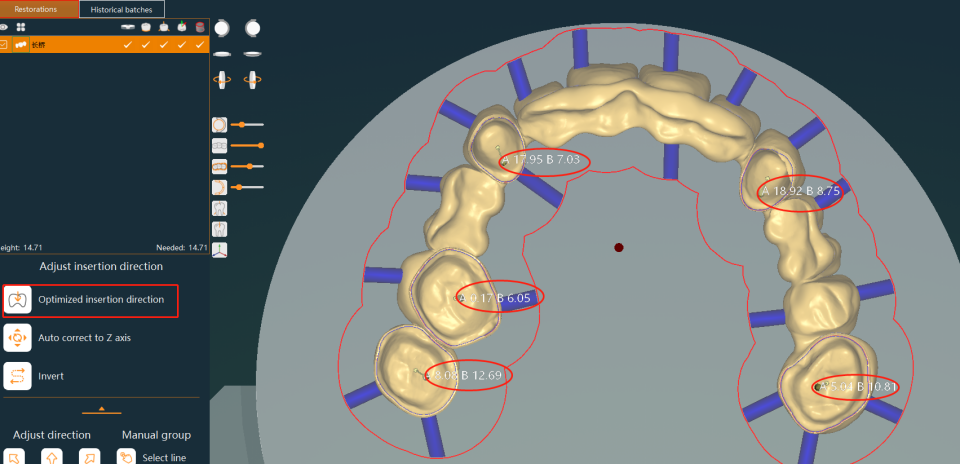 Restorations
Historical batches
长桥
eight: 14.71
Needed: 14.71
Adjust insertion direction
Optimized insertion direction
Auto correct to Z axis
Invert
Adjust direction
Manual group
Select line
A 17.95 B 7.03
A 18.92 B 8.75
B 6.05
B 12.69
B 10.81